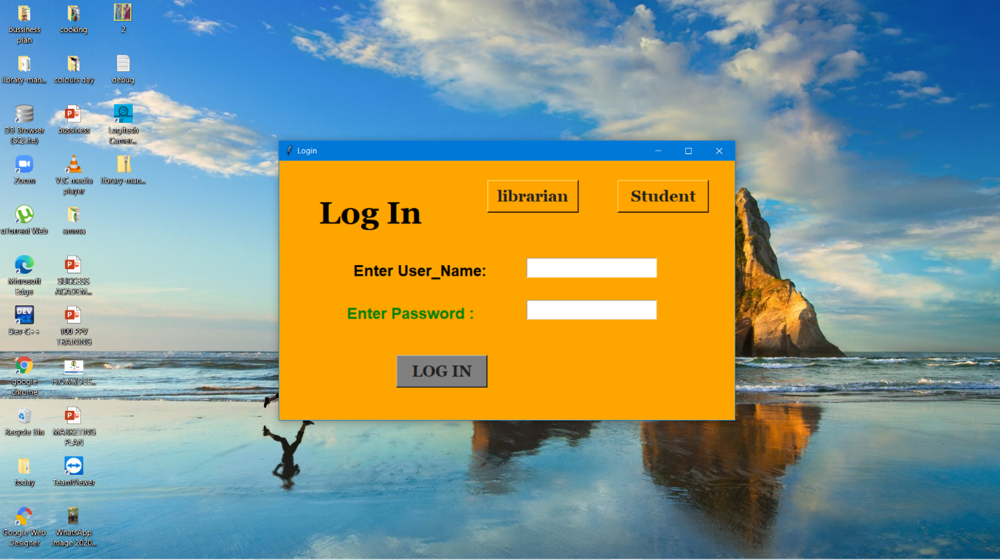 bussiness
plan
cooking
2
library-man...
colours day
debug
DB Browser
(SQLite)
bussiness
Logitech
Camer...
Zoom
VLC media
player
library-man...
uTorrent Web
amma
Microsoft
Edge
SUCCESS
ACADEM...
DEV
Dev-C++
100 PPV
TRAINING
google
chrome
Recycle Bin
MARKETING
PLAN
today
TeamViewer
Google Web
Designer
WhatsApp
Image 2020...
Login
librarian
Student
Log In
Enter User_Name:
Enter Password :
LOG IN